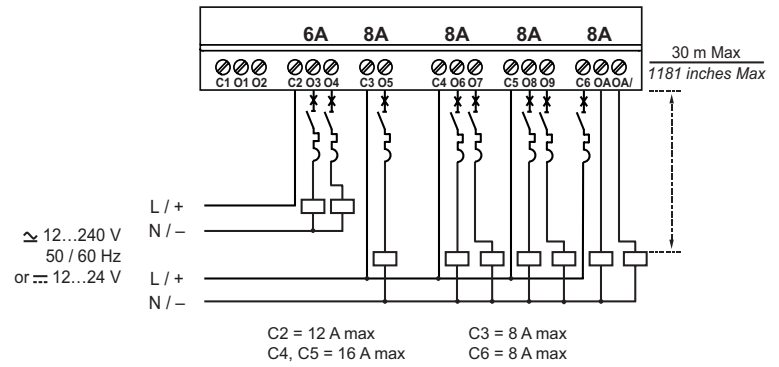 6A 8A 8A 8A 8A
C1 O1 O2 C2 O3 O4 C3 O5 C4 O6 O7 C5 O8 O9 C6 OA OA/
30 m Max
1181 inches Max
L / +
N / –
≃ 12...240 V
50 / 60 Hz
or ⎓ 12...24 V
L / +
N / –
C2 = 12 A max C3 = 8 A max
C4, C5 = 16 A max C6 = 8 A max